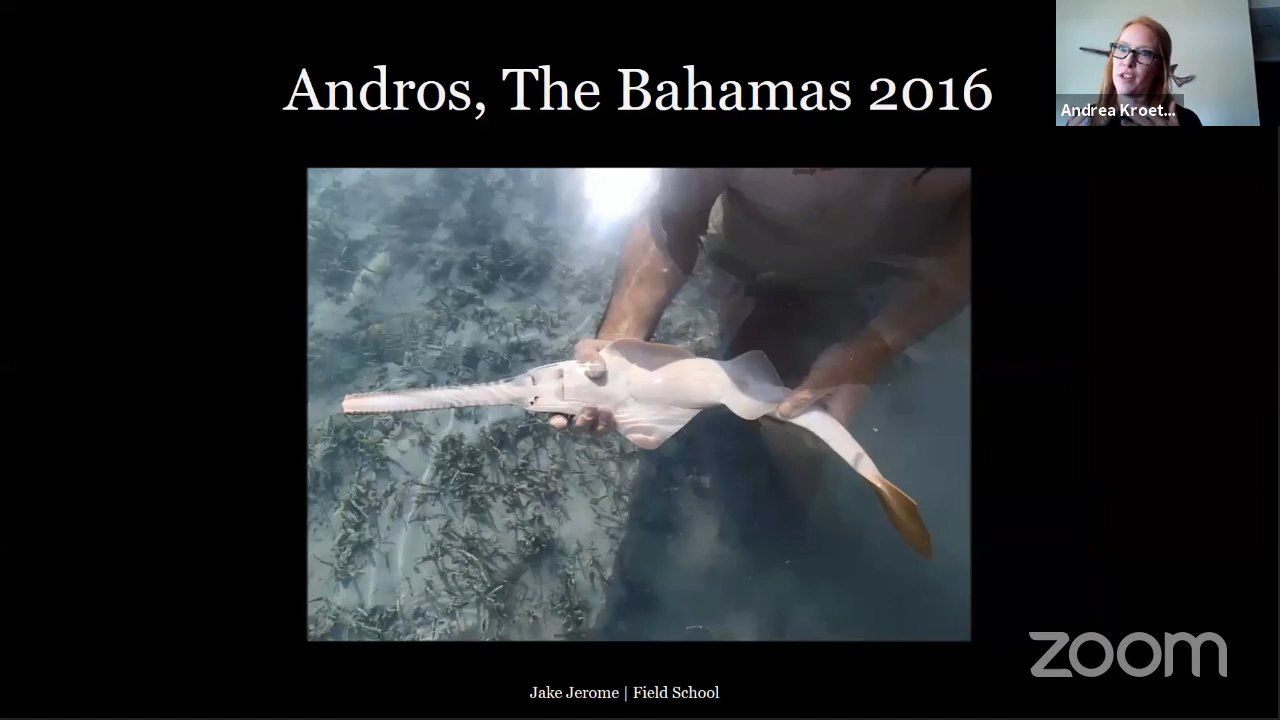 Andros, The Bahamas 2016
Andrea Kroet...
zoom
Jake Jerome | Field School